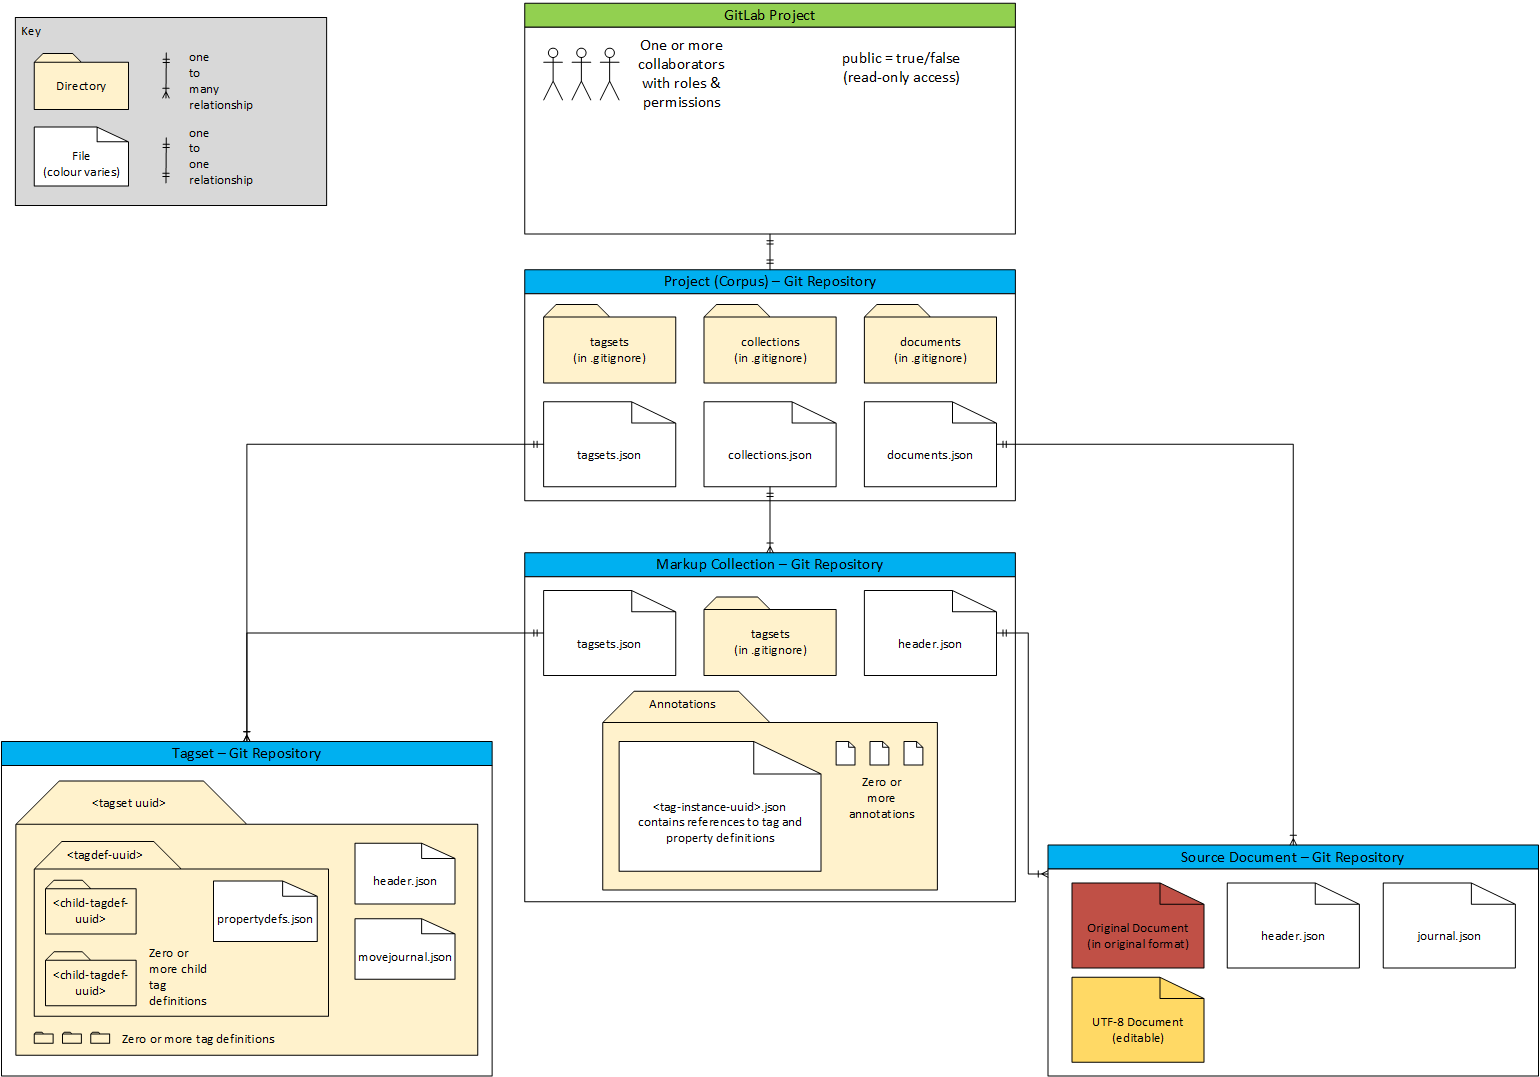 Key
Directory
one
to
many
relationship
File
(colour varies)
one
to
one
relationship
GitLab Project
One or more
collaborators
with roles &
permissions
public = true/false
(read-only access)
Project (Corpus) – Git Repository
tagsets
(in .gitignore)
collections
(in .gitignore)
documents
(in .gitignore)
tagsets.json
collections.json
documents.json
Markup Collection – Git Repository
tagsets.json
tagsets
(in .gitignore)
header.json
Annotations
<tag-instance-uuid>.json
contains references to tag and
property definitions
Zero or
more
annotations
Tagset – Git Repository
<tagset uuid>
<tagdef-uuid>
<child-tagdef-
uuid>
propertydefs.json
<child-tagdef-
uuid>
Zero or
more child
tag
definitions
header.json
movejournal.json
Zero or more tag definitions
Source Document – Git Repository
Original Document
(in original format)
header.json
journal.json
UTF-8 Document
(editable)